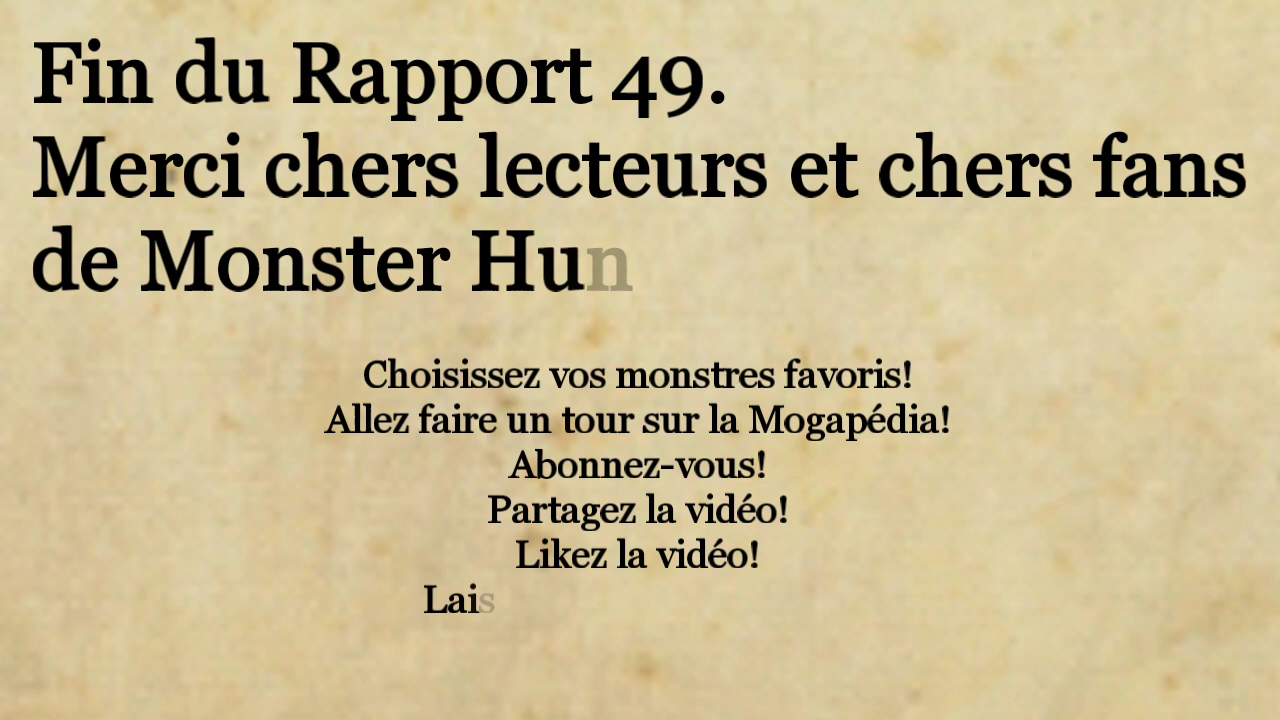 Fin du Rapport 49.
Merci chers lecteurs et chers fans
de Monster Hun
Choisissez vos monstres favoris!
Allez faire un tour sur la Mogapédia!
Abonnez-vous!
Partagez la vidéo!
Likez la vidéo!
Lais